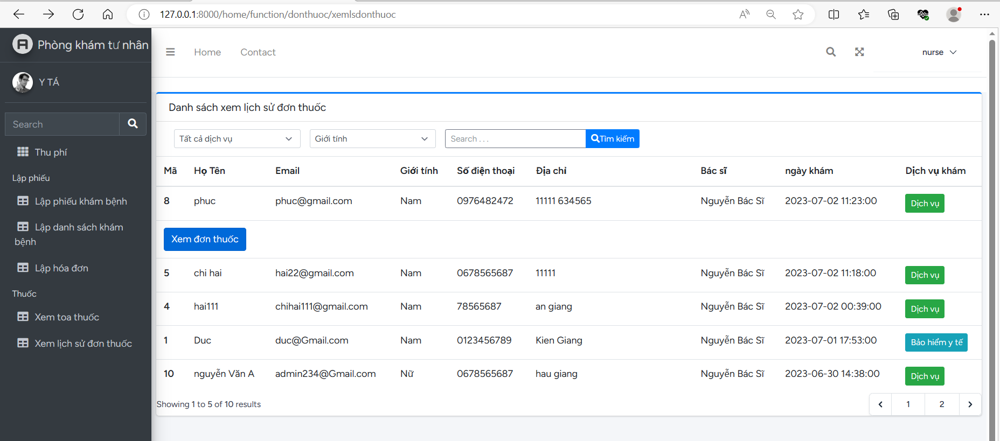 127.0.0.1:8000/home/function/donthuoc/xemlsdonthuoc
Phòng khám tư nhân
Home Contact
nurse
Y TÁ
Search
Thu phí
Lập phiếu
Lập phiếu khám bệnh
Lập danh sách khám
bệnh
Lập hóa đơn
Thuốc
Xem toa thuốc
Xem lịch sử đơn thuốc
Danh sách xem lịch sử đơn thuốc
Tất cả dịch vụ Giới tính Search . . . Tìm kiếm
Mã Họ Tên Email Giới tính Số điện thoại Địa chỉ Bác sĩ ngày khám Dịch vụ khám
8 phuc phuc@gmail.com Nam 0976482472 11111 634565 Nguyễn Bác Sĩ 2023-07-02 11:23:00 Dịch vụ
Xem đơn thuốc
5 chi hai hai22@gmail.com Nam 0678565687 11111 Nguyễn Bác Sĩ 2023-07-02 11:18:00 Dịch vụ
4 hai111 chihai111@gmail.com Nam 78565687 an giang Nguyễn Bác Sĩ 2023-07-02 00:39:00 Dịch vụ
1 Duc duc@Gmail.com Nam 0123456789 Kien Giang Nguyễn Bác Sĩ 2023-07-01 17:53:00 Bảo hiểm y tế
10 nguyễn Văn A admin234@Gmail.com Nữ 0678565687 hau giang Nguyễn Bác Sĩ 2023-06-30 14:38:00 Dịch vụ
Showing 1 to 5 of 10 results
1 2